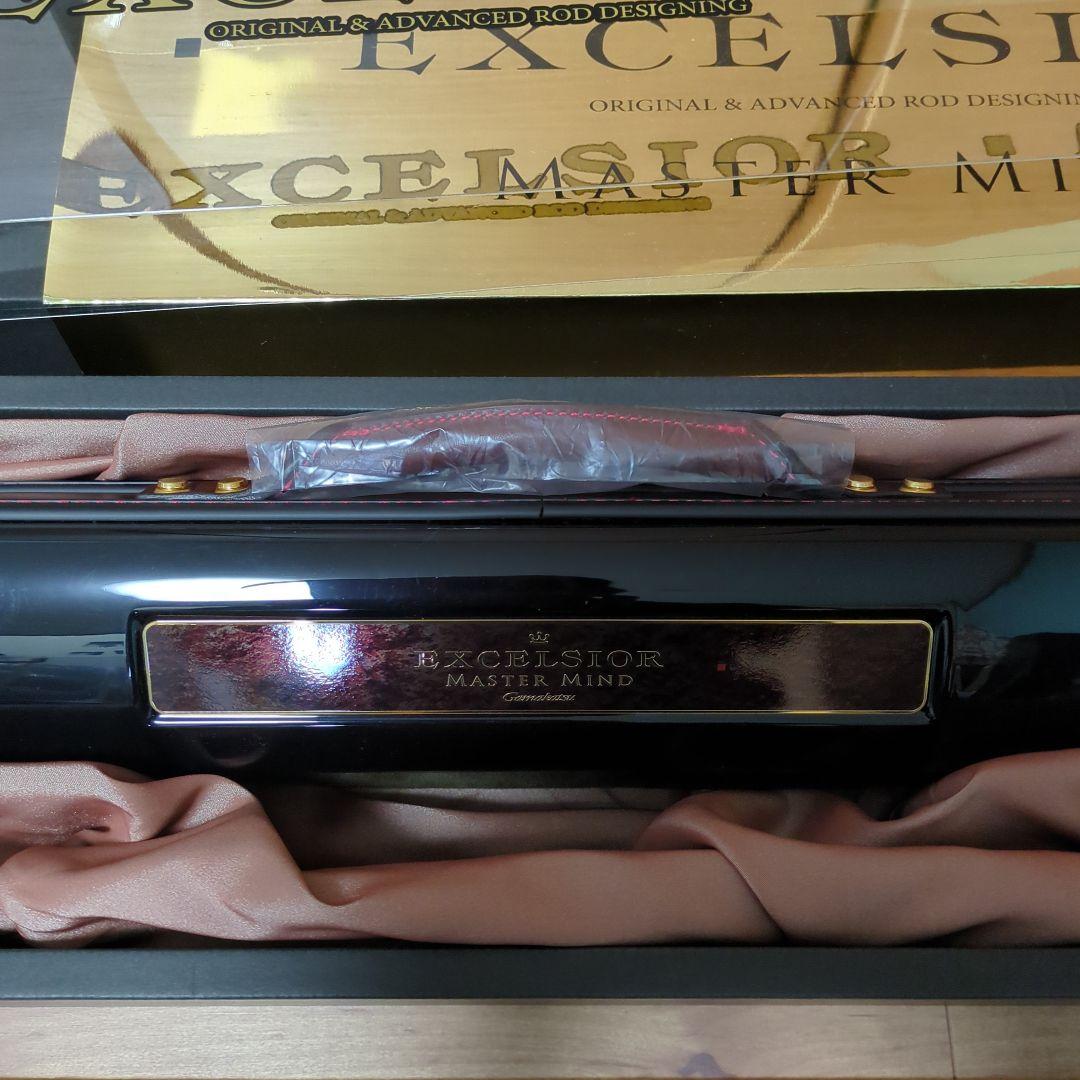 ORIGINAL & ADVANCED ROD DESIGNING
EXCELSI
ORIGINAL & ADVANCED ROD DESIGNIN
EXCELSIOR
MASTER MI
ORIGINAL & ADVANCED ROD DESIGNING
EXCELSIOR
MASTER MIND
Gamakatsu